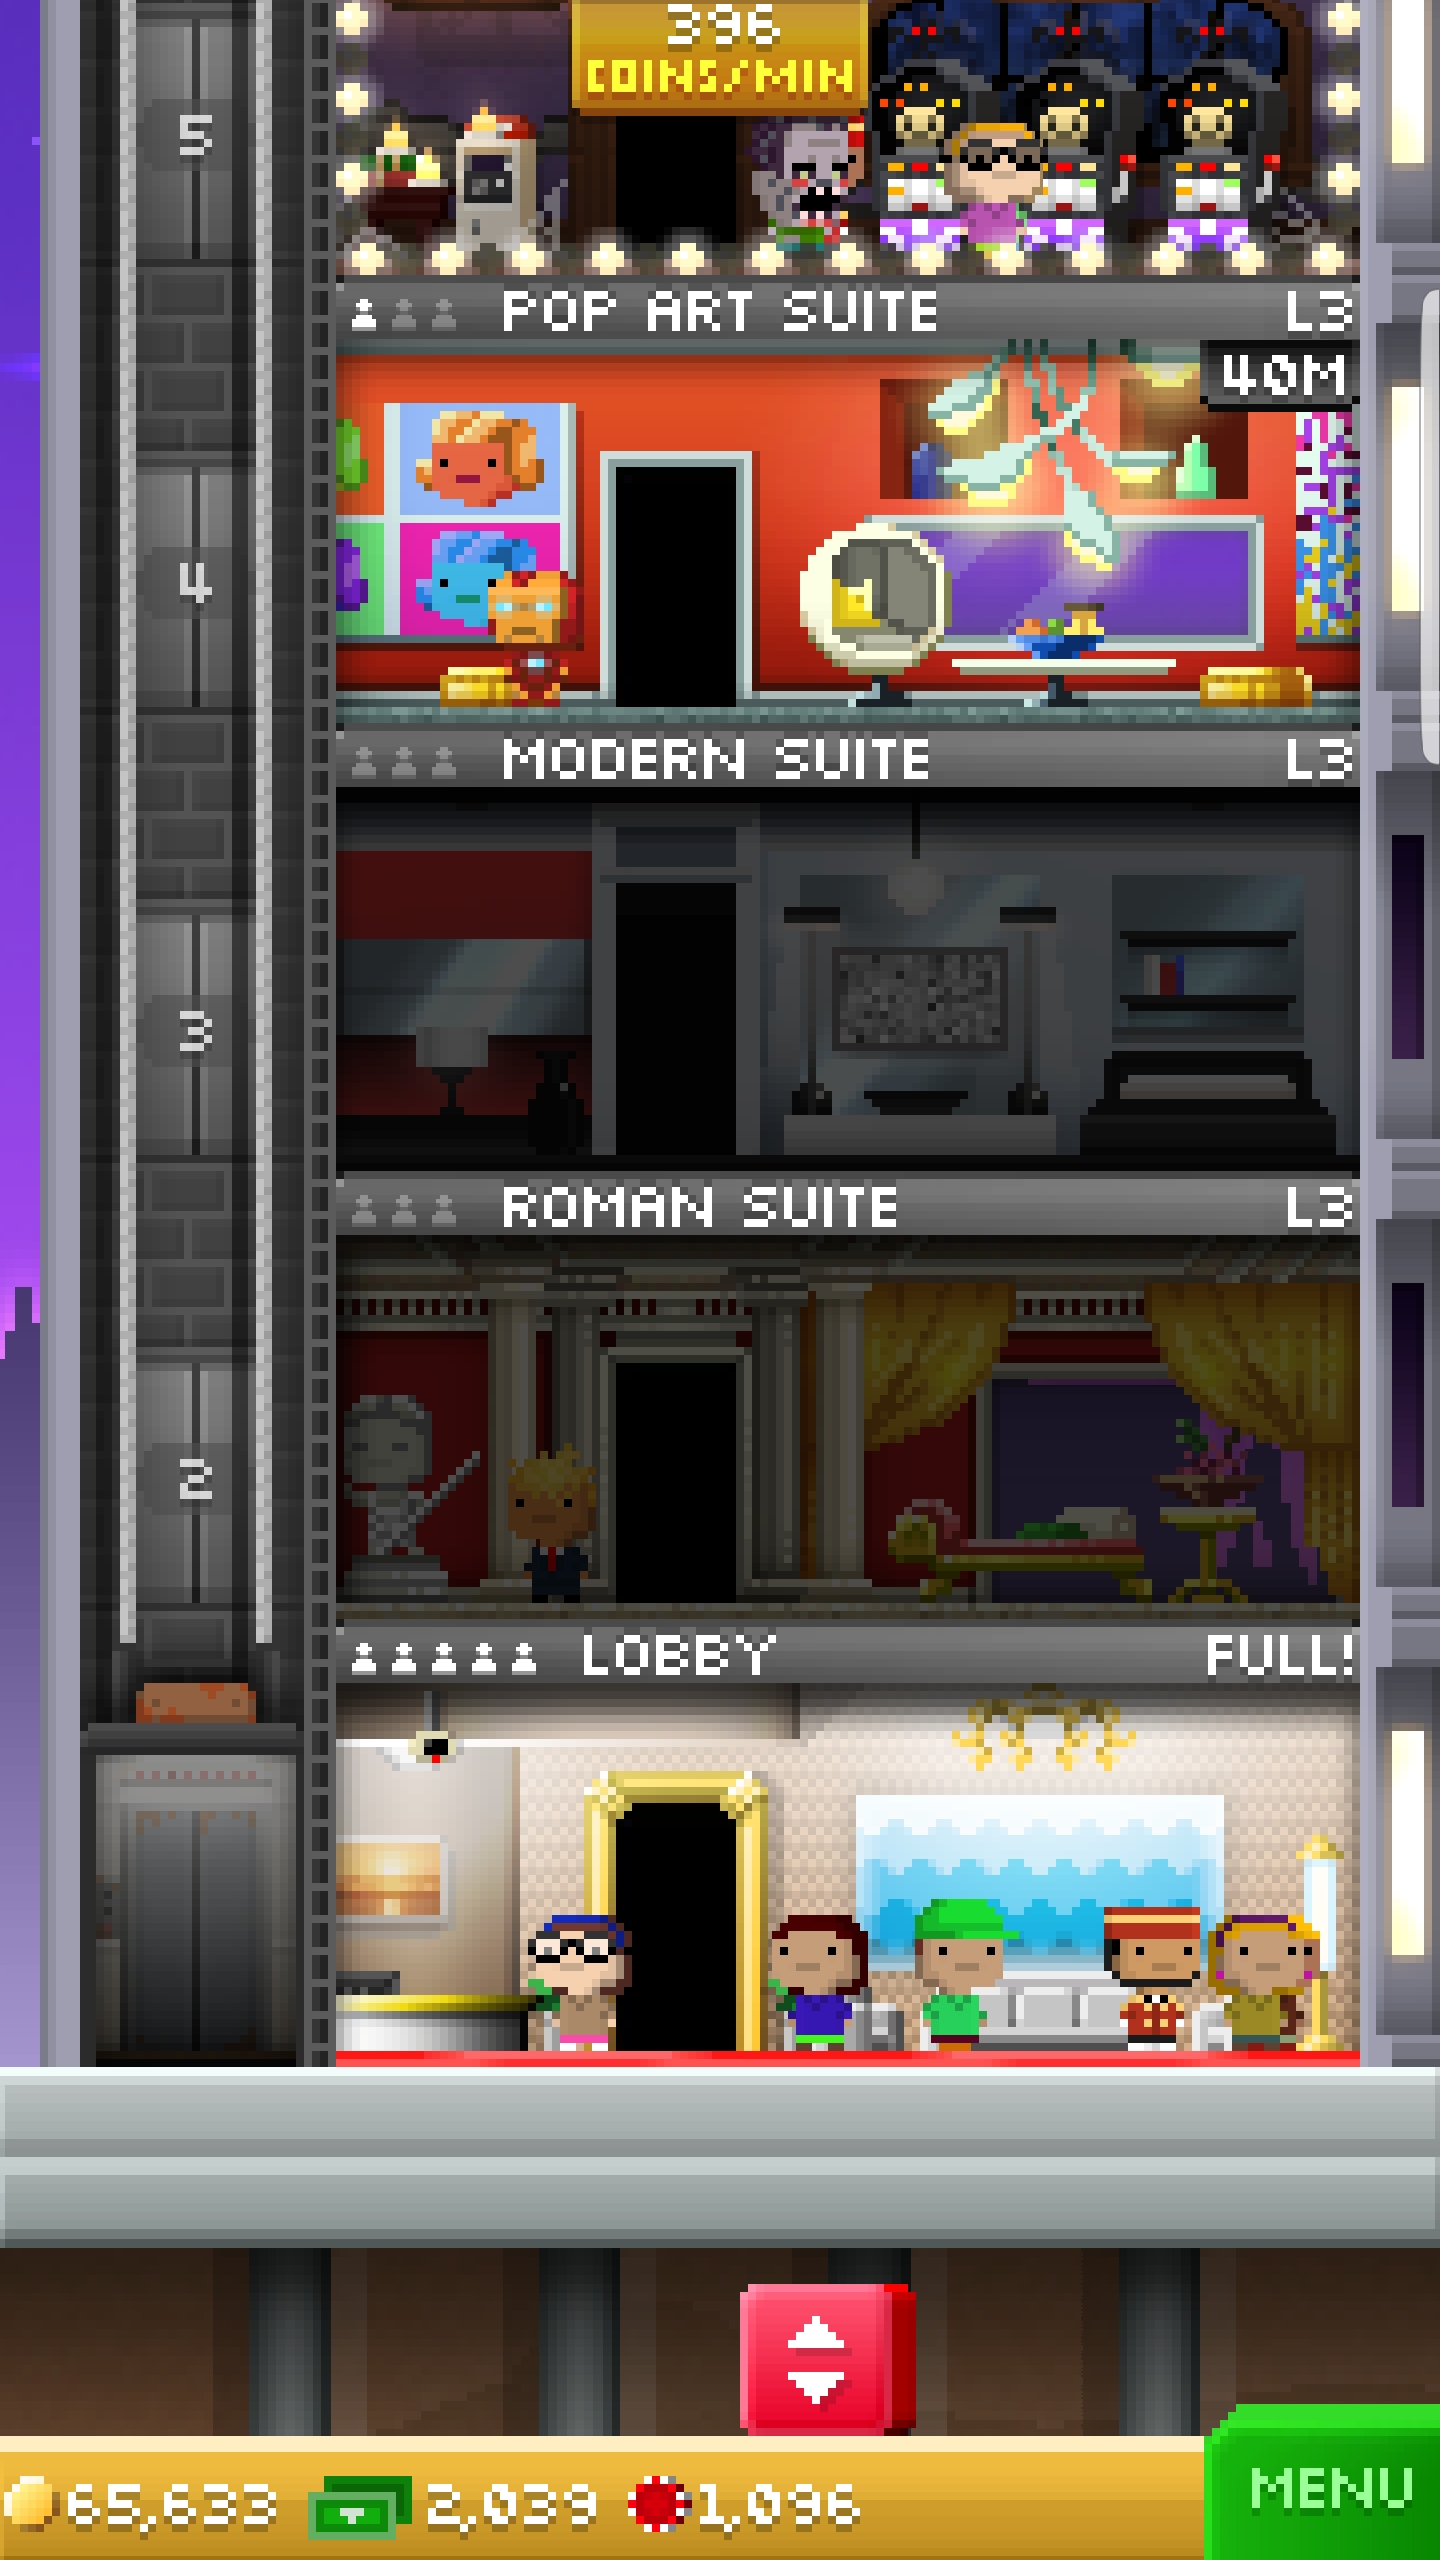 396
COINS/MIN
5
POP ART SUITE L3
40M
4
MODERN SUITE L3
3
ROMAN SUITE L3
2
LOBBY FULL!
65,633 2,039 1,096
MENU